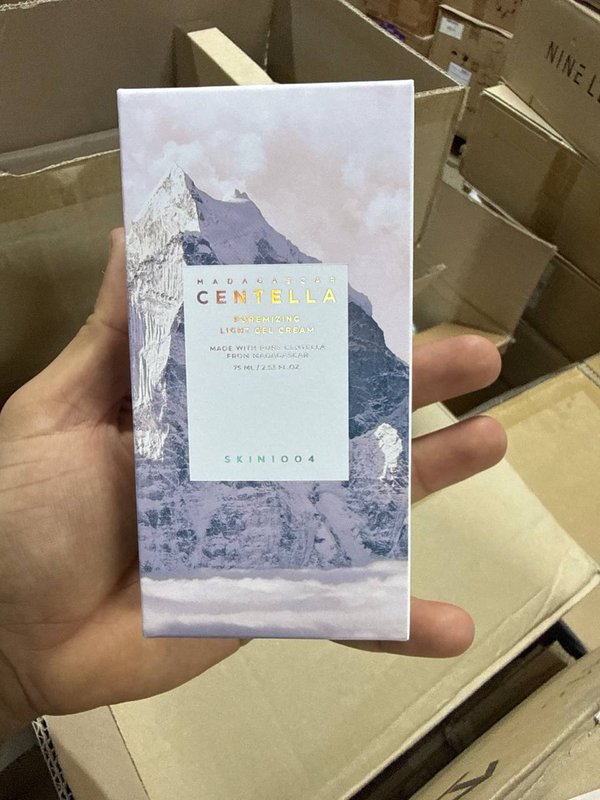 MADAGASCAR
CENTELLA
POREMIZING
LIGHT GEL CREAM
MADE WITH PURE CENTELLA
FROM MADAGASCAR
75 ML / 2.53 FL.OZ
SKIN1004
NINE L